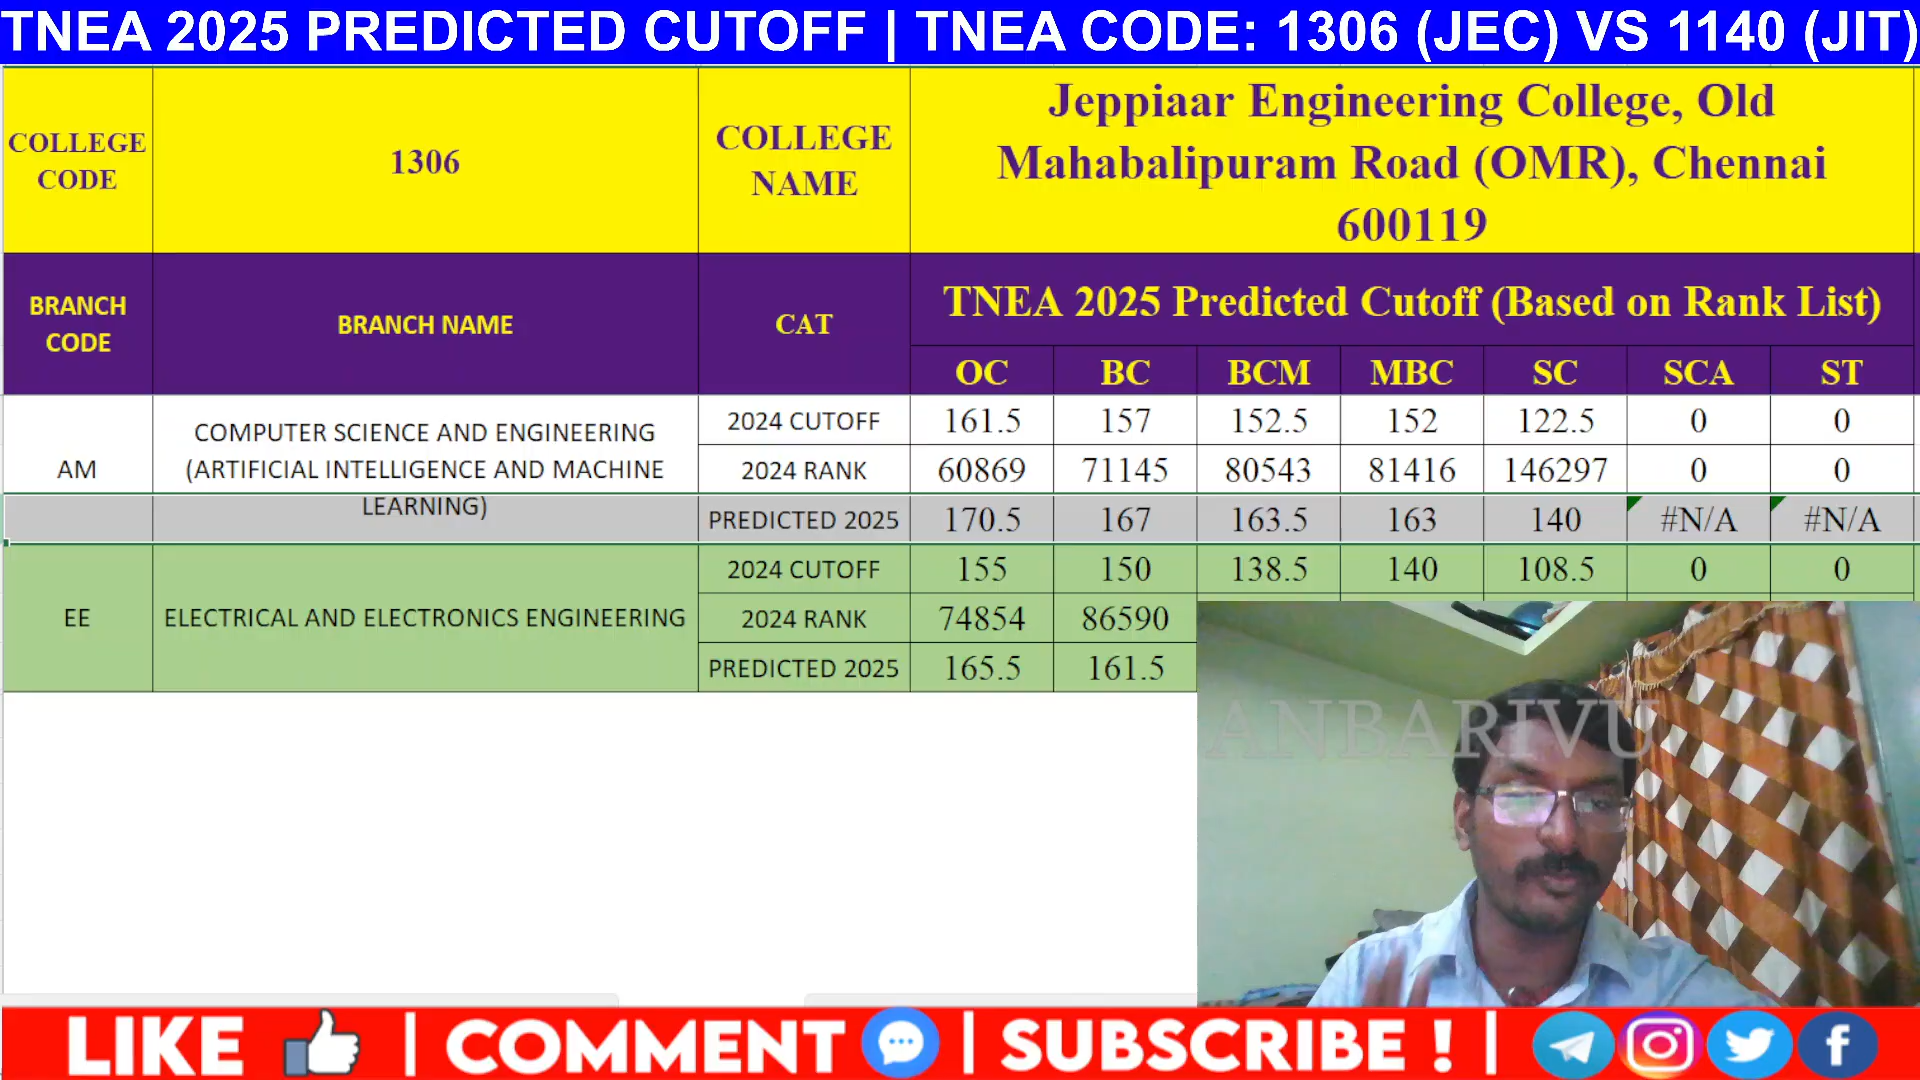 TNEA 2025 PREDICTED CUTOFF | TNEA CODE: 1306 (JEC) VS 1140 (JIT)
COLLEGE CODE
1306
COLLEGE NAME
Jeppiaar Engineering College, Old
Mahabalipuram Road (OMR), Chennai
600119
BRANCH CODE
BRANCH NAME
CAT
TNEA 2025 Predicted Cutoff (Based on Rank List)
OC BC BCM MBC SC SCA ST
AM
COMPUTER SCIENCE AND ENGINEERING
(ARTIFICIAL INTELLIGENCE AND MACHINE
LEARNING)
2024 CUTOFF 161.5 157 152.5 152 122.5 0 0
2024 RANK 60869 71145 80543 81416 146297 0 0
PREDICTED 2025 170.5 167 163.5 163 140 #N/A #N/A
EE
ELECTRICAL AND ELECTRONICS ENGINEERING
2024 CUTOFF 155 150 138.5 140 108.5 0 0
2024 RANK 74854 86590
PREDICTED 2025 165.5 161.5
ANBARIVU
LIKE | COMMENT | SUBSCRIBE ! |